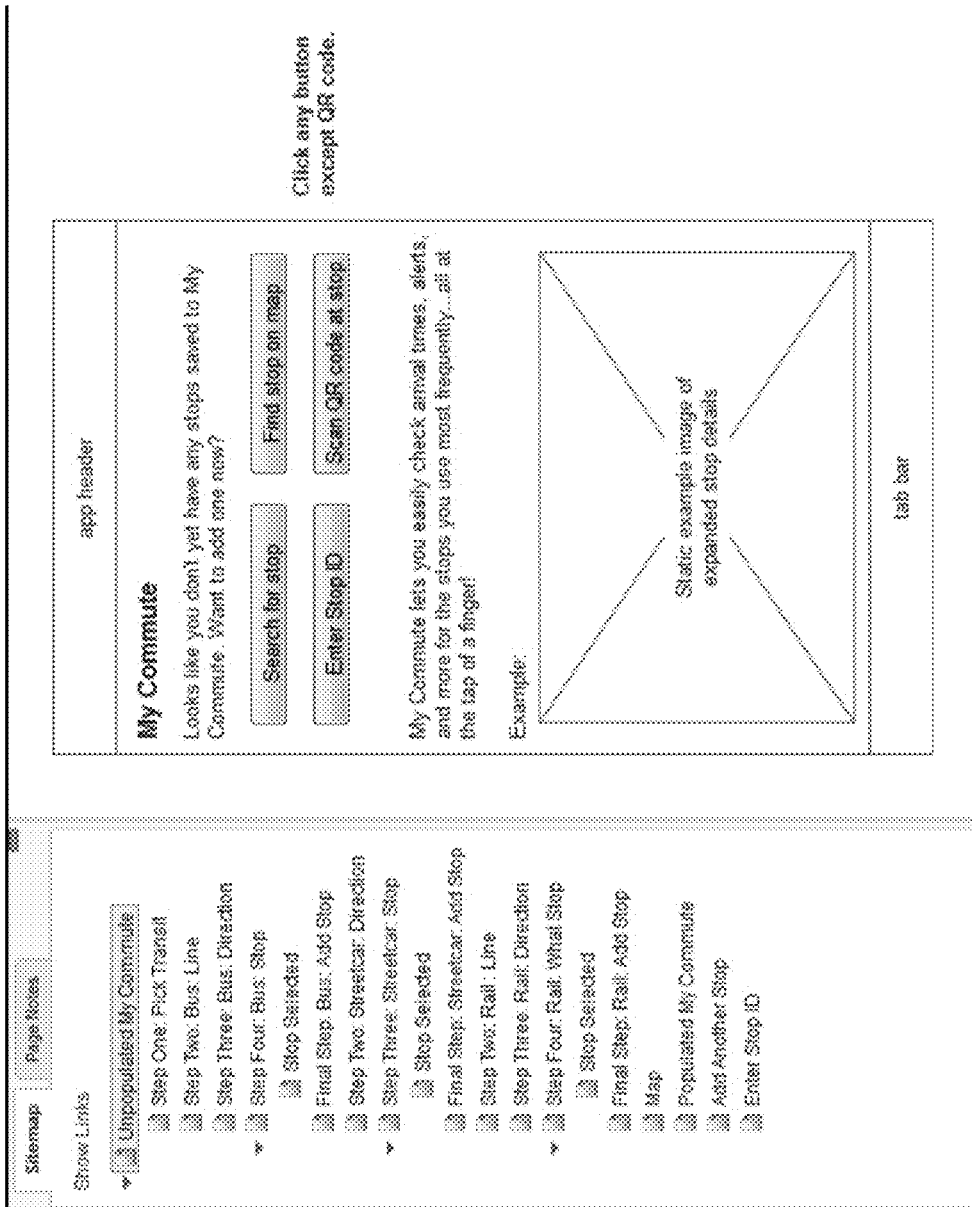 Sitemap
Page Notes
Show Links
Unpopulated My Commute
Step One: Pick Transit
Step Two: Bus: Line
Step Three: Bus: Direction
Step Four: Bus: Stop
Stop Selected
Final Step: Bus: Add Stop
Step Two: Streetcar: Direction
Step Three: Streetcar: Stop
Stop Selected
Final Step: Streetcar: Add Stop
Step Two: Rail : Line
Step Three: Rail: Direction
Step Four: Rail: What Stop
Stop Selected
Final Step: Rail: Add Stop
Map
Populated My Commute
Add Another Stop
Enter Stop ID
app header
My Commute
Looks like you don't yet have any stops saved to My
Commute. Want to add one now?
Search for stop
Find stop on map
Enter Stop ID
Scan QR code at stop
My Commute lets you easily check arrival times, alerts,
and more for the stops you use most frequently...all at
the tap of a finger!
Example:
Static example image of
expanded stop details
tab bar
Click any button
except QR code.